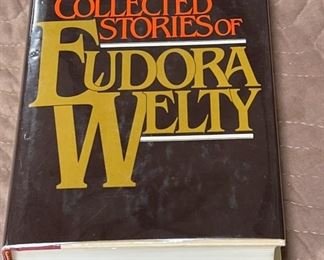 COLLECTED
STORIES OF
EUDORA
WELTY